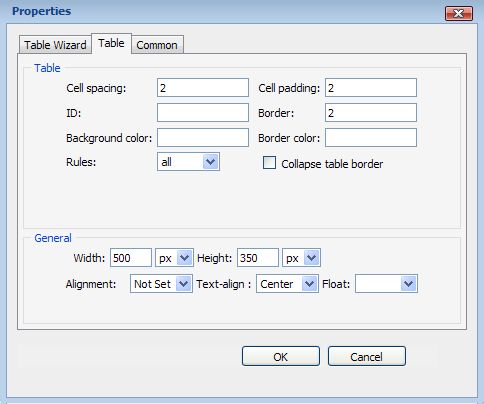 Properties
Table Wizard Table Common
Table
Cell spacing: 2 Cell padding: 2
ID: Border: 2
Background color: Border color:
Rules: all Collapse table border
General
Width: 500 px Height: 350 px
Alignment: Not Set Text-align : Center Float:
OK Cancel